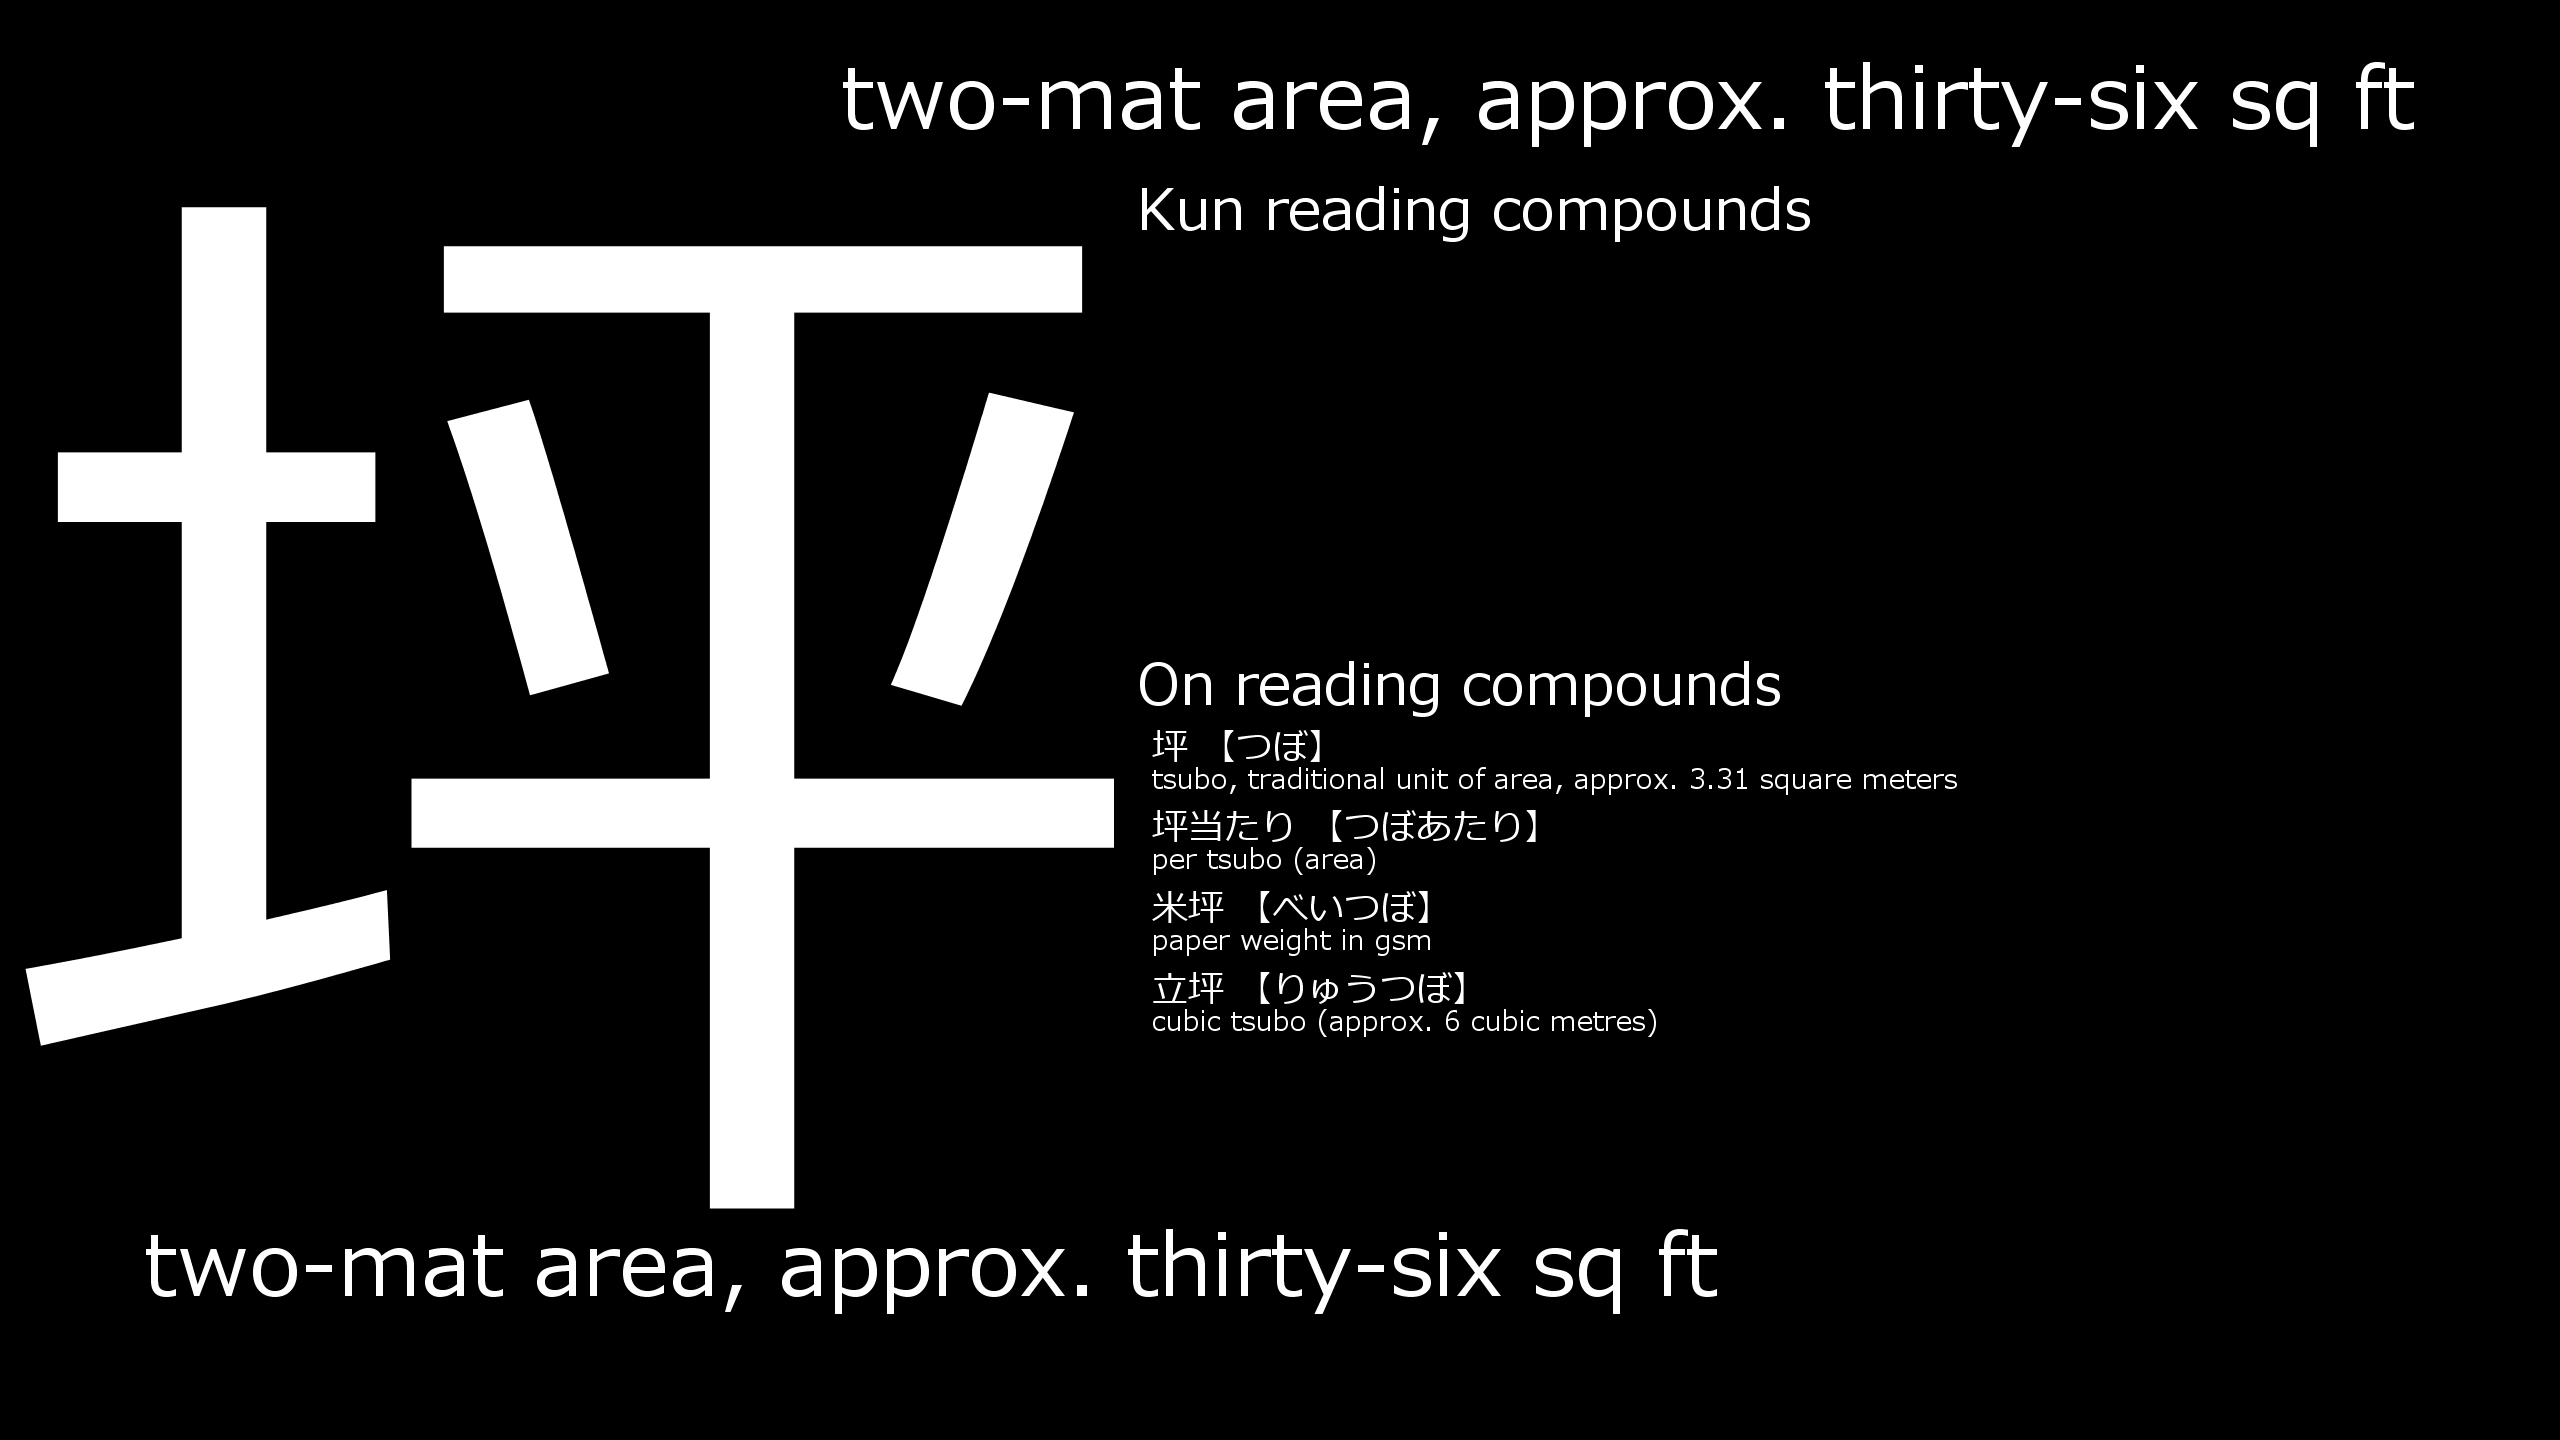 two-mat area, approx. thirty-six sq ft
坪
Kun reading compounds
On reading compounds
坪 【つぼ】
tsubo, traditional unit of area, approx. 3.31 square meters
坪当たり 【つぼあたり】
per tsubo (area)
米坪 【べいつぼ】
paper weight in gsm
立坪 【りゅうつぼ】
cubic tsubo (approx. 6 cubic metres)
two-mat area, approx. thirty-six sq ft